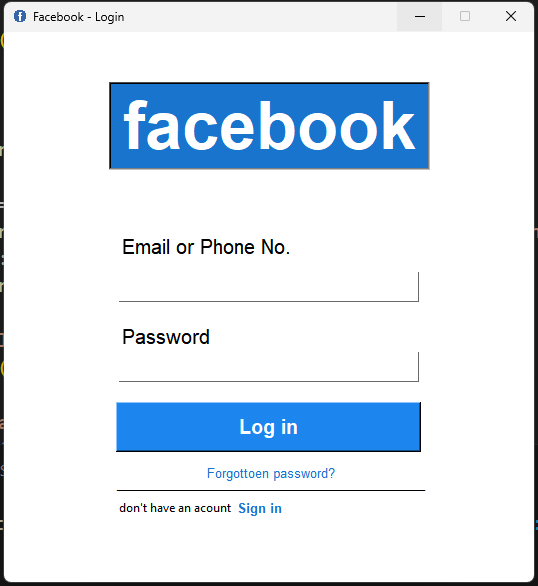 Facebook - Login
facebook
Email or Phone No.
Password
Log in
Forgottoen password?
don't have an acount Sign in